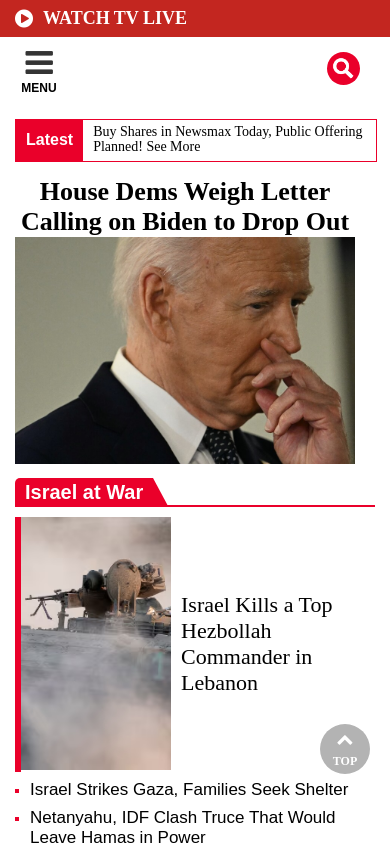 WATCH TV LIVE
MENU
Latest
Buy Shares in Newsmax Today, Public Offering
Planned! See More
House Dems Weigh Letter
Calling on Biden to Drop Out
Israel at War
Israel Kills a Top
Hezbollah
Commander in
Lebanon
TOP
Israel Strikes Gaza, Families Seek Shelter
Netanyahu, IDF Clash Truce That Would
Leave Hamas in Power